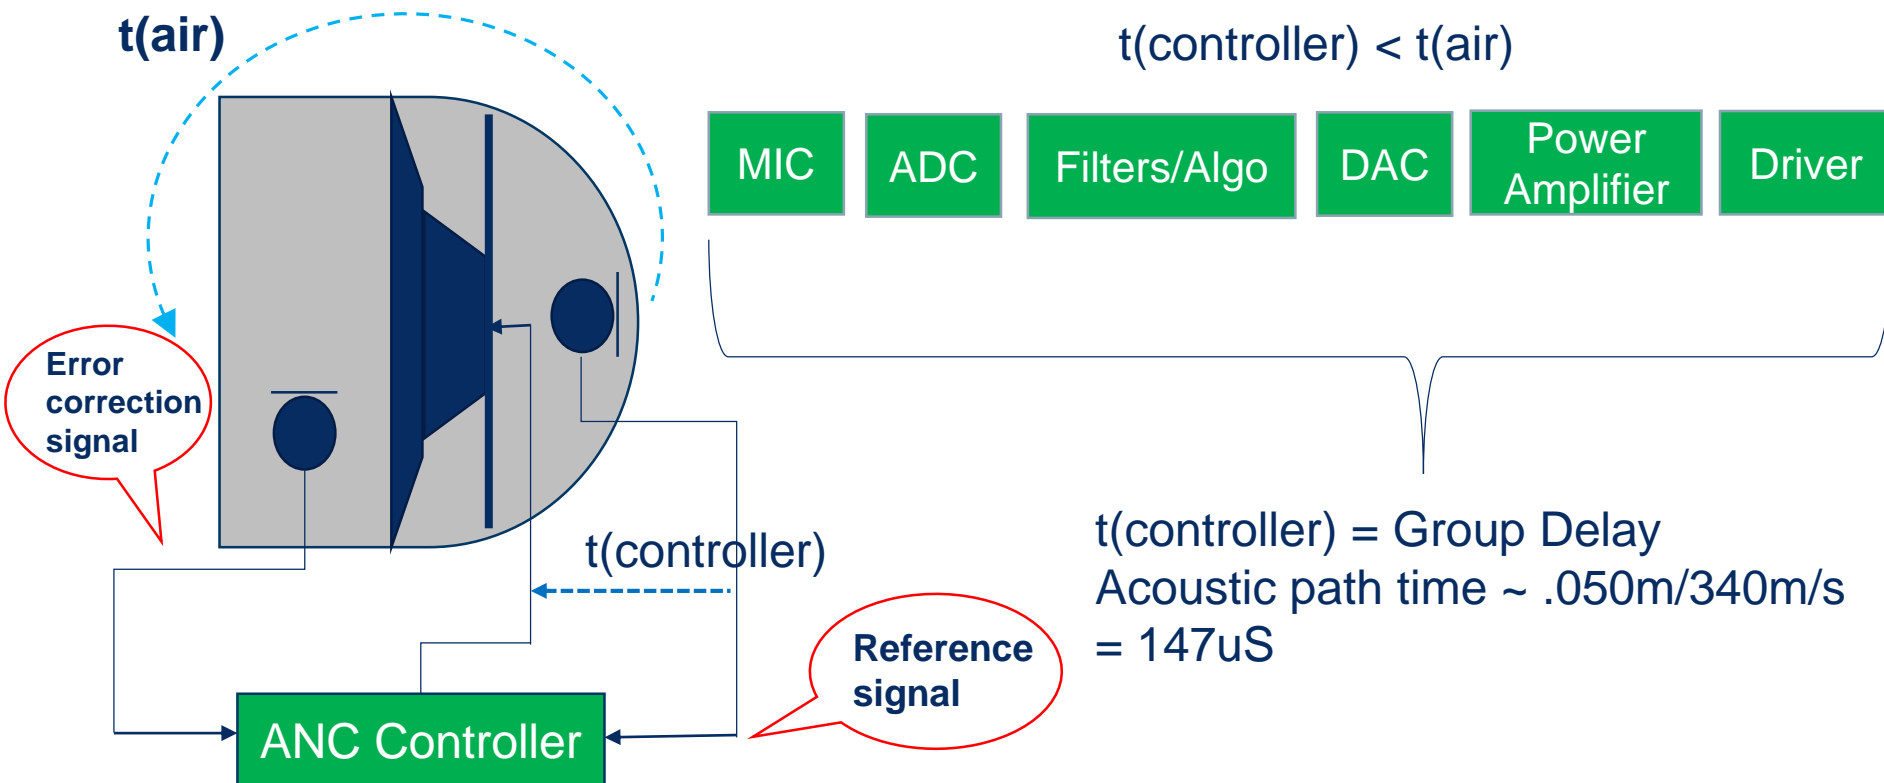 t(air)
t(controller) < t(air)
MIC
ADC
Filters/Algo
DAC
Power
Amplifier
Driver
Error
correction
signal
t(controller)
t(controller) = Group Delay
Acoustic path time ~ .050m/340m/s
= 147uS
Reference
signal
ANC Controller